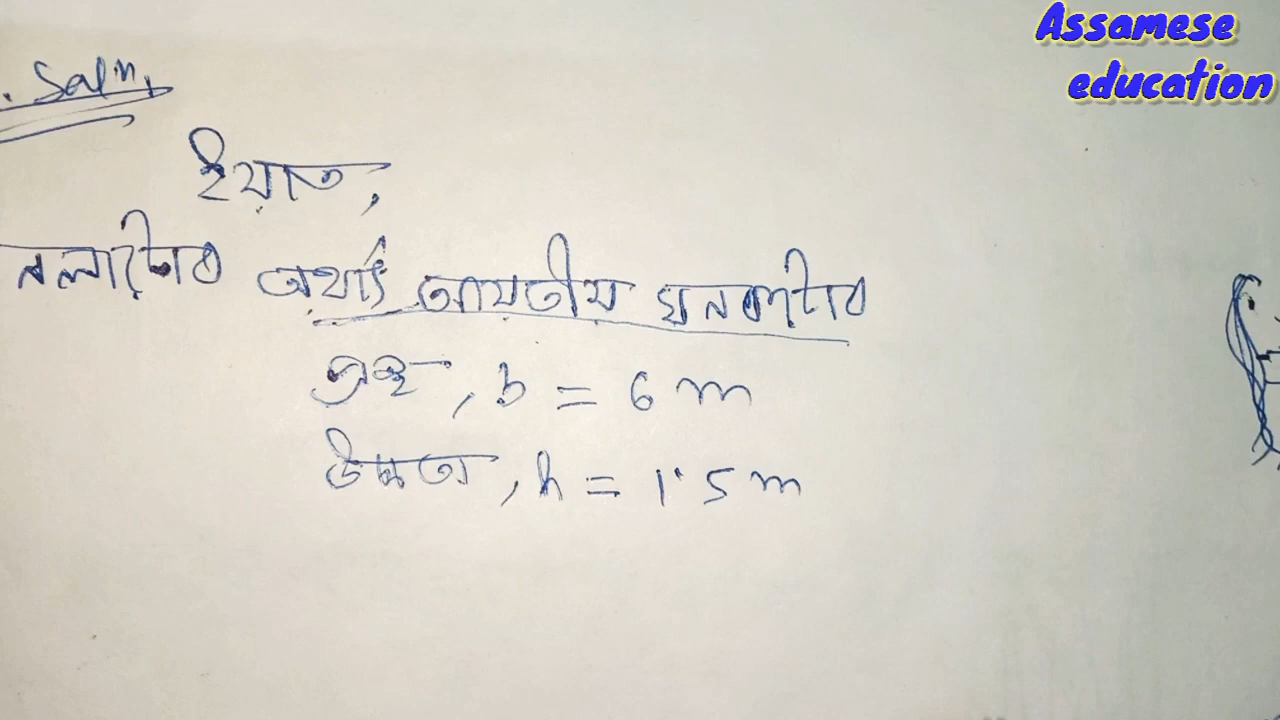 Assamese
education
. Solⁿ,
ইয়াত,
নলাটোৰ অৰ্থাৎ আয়তীয় ঘনকটোৰ
প্ৰস্থ, b = 6 m
উচ্চতা, h = 1.5 m